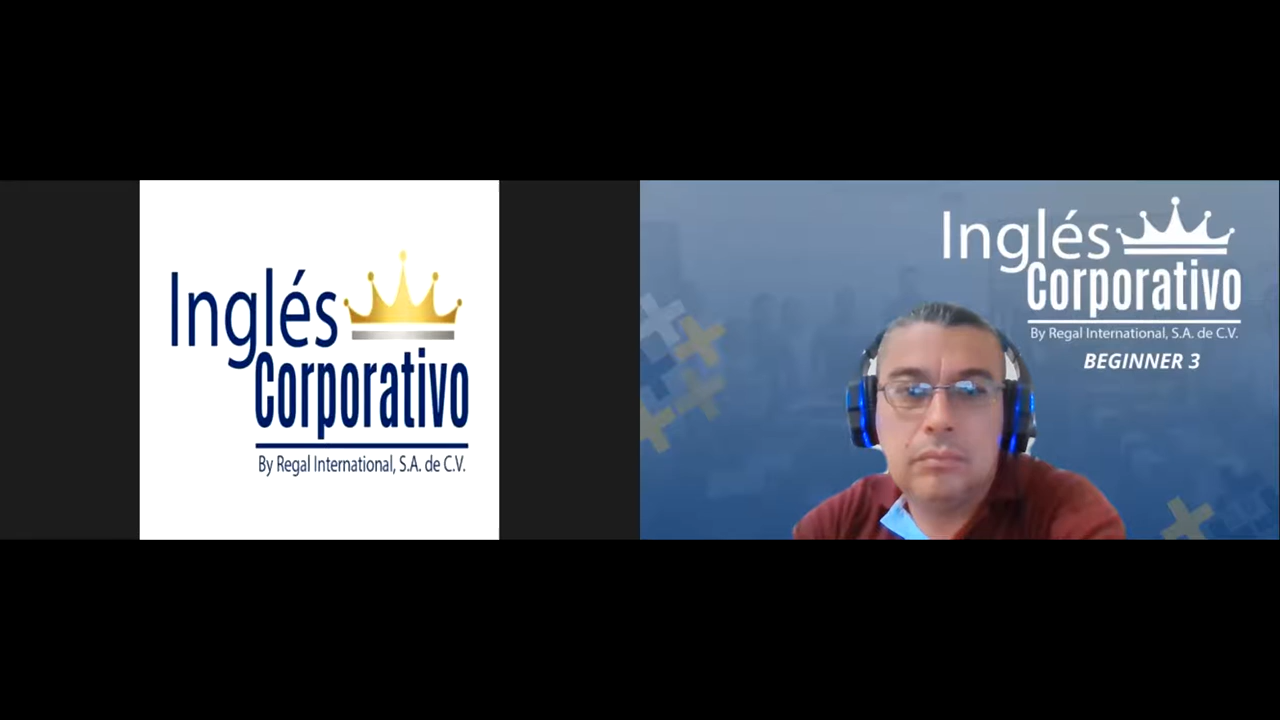 Inglés
Corporativo
By Regal International, S.A. de C.V.
Inglés
Corporativo
By Regal International, S.A. de C.V.
BEGINNER 3